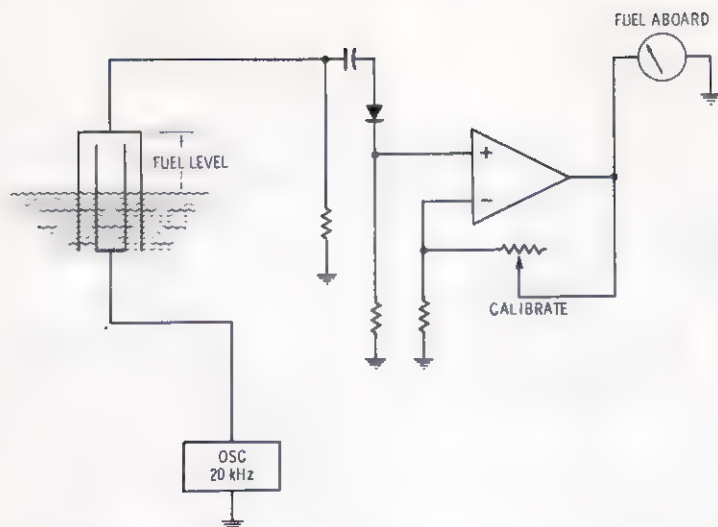 FUEL ABOARD
FUEL LEVEL
+
−
CALIBRATE
OSC
20 kHz